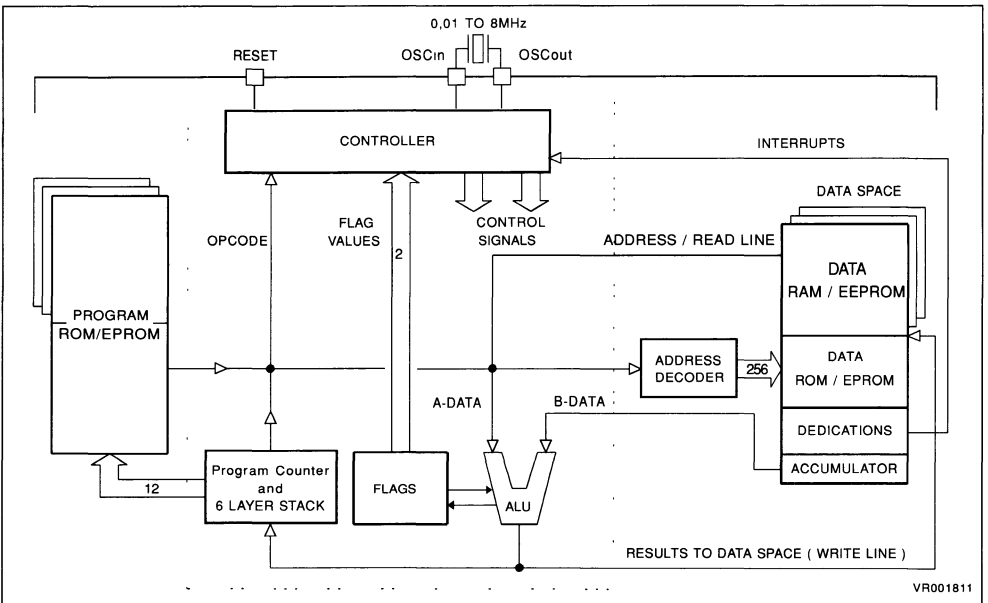 0,01 TO 8MHz
RESET
OSCin
OSCout
CONTROLLER
INTERRUPTS
OPCODE
FLAG
VALUES
2
CONTROL
SIGNALS
DATA SPACE
ADDRESS / READ LINE
PROGRAM
ROM/EPROM
DATA
RAM / EEPROM
ADDRESS
DECODER
256
DATA
ROM / EPROM
A-DATA
B-DATA
DEDICATIONS
ACCUMULATOR
12
Program Counter
and
6 LAYER STACK
FLAGS
ALU
RESULTS TO DATA SPACE ( WRITE LINE )
VR001811